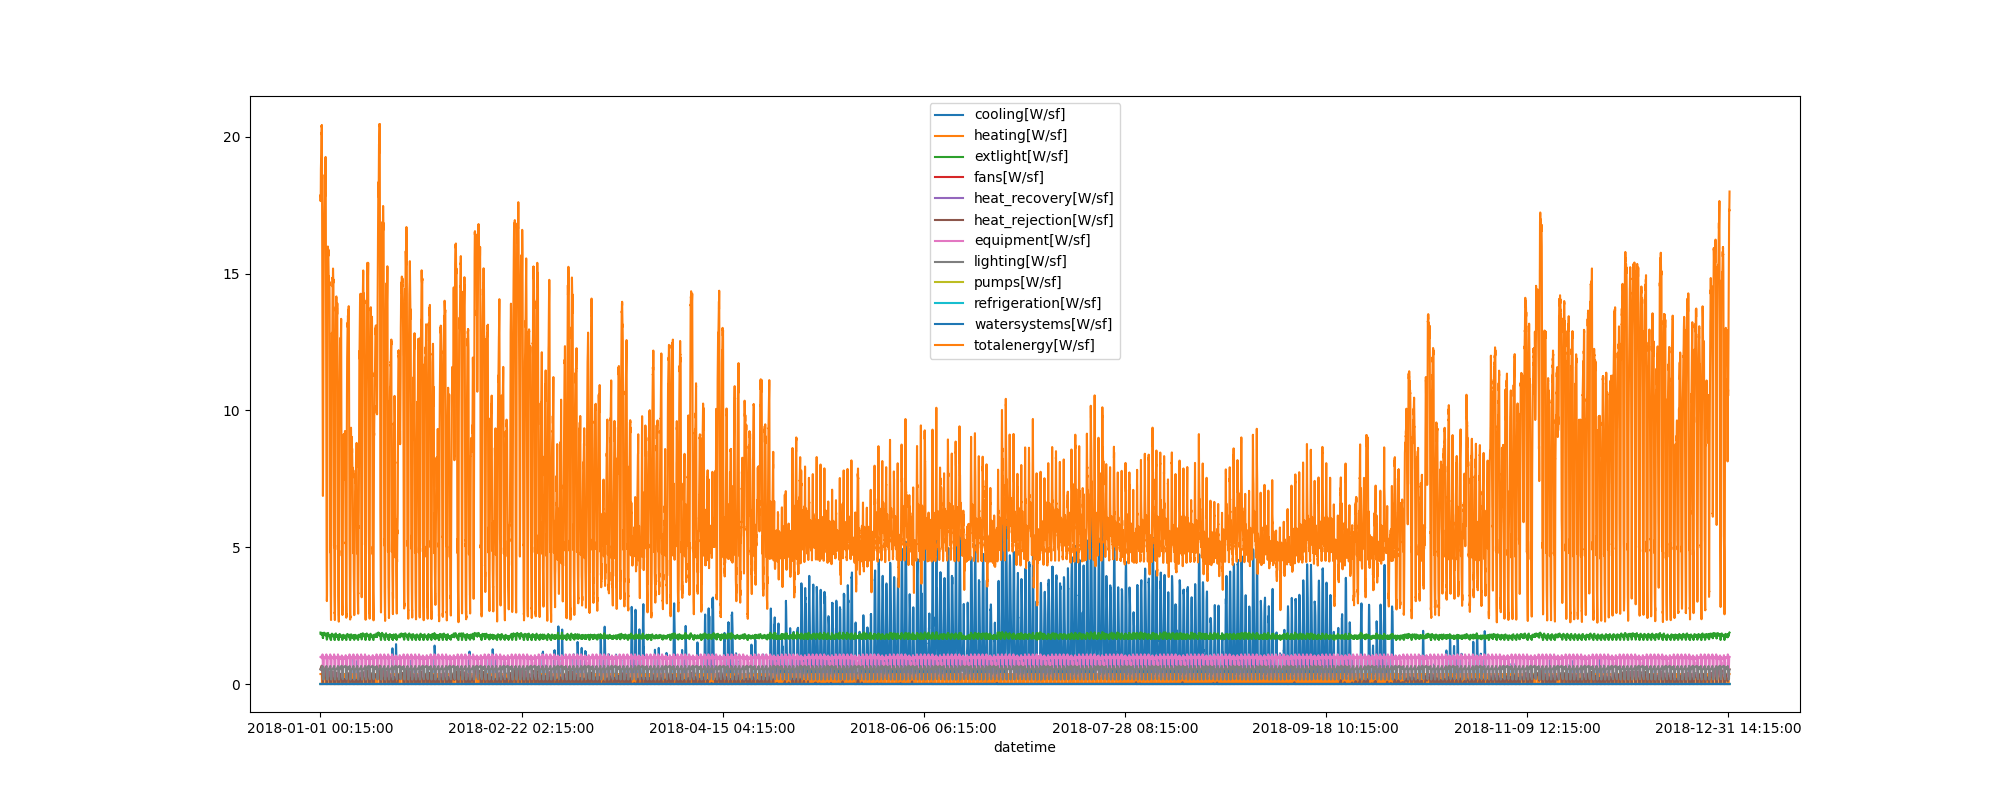 20
15
10
5
0
cooling[W/sf]
heating[W/sf]
extlight[W/sf]
fans[W/sf]
heat_recovery[W/sf]
heat_rejection[W/sf]
equipment[W/sf]
lighting[W/sf]
pumps[W/sf]
refrigeration[W/sf]
watersystems[W/sf]
totalenergy[W/sf]
2018-01-01 00:15:00 2018-02-22 02:15:00 2018-04-15 04:15:00 2018-06-06 06:15:00 2018-07-28 08:15:00 2018-09-18 10:15:00 2018-11-09 12:15:00 2018-12-31 14:15:00
datetime